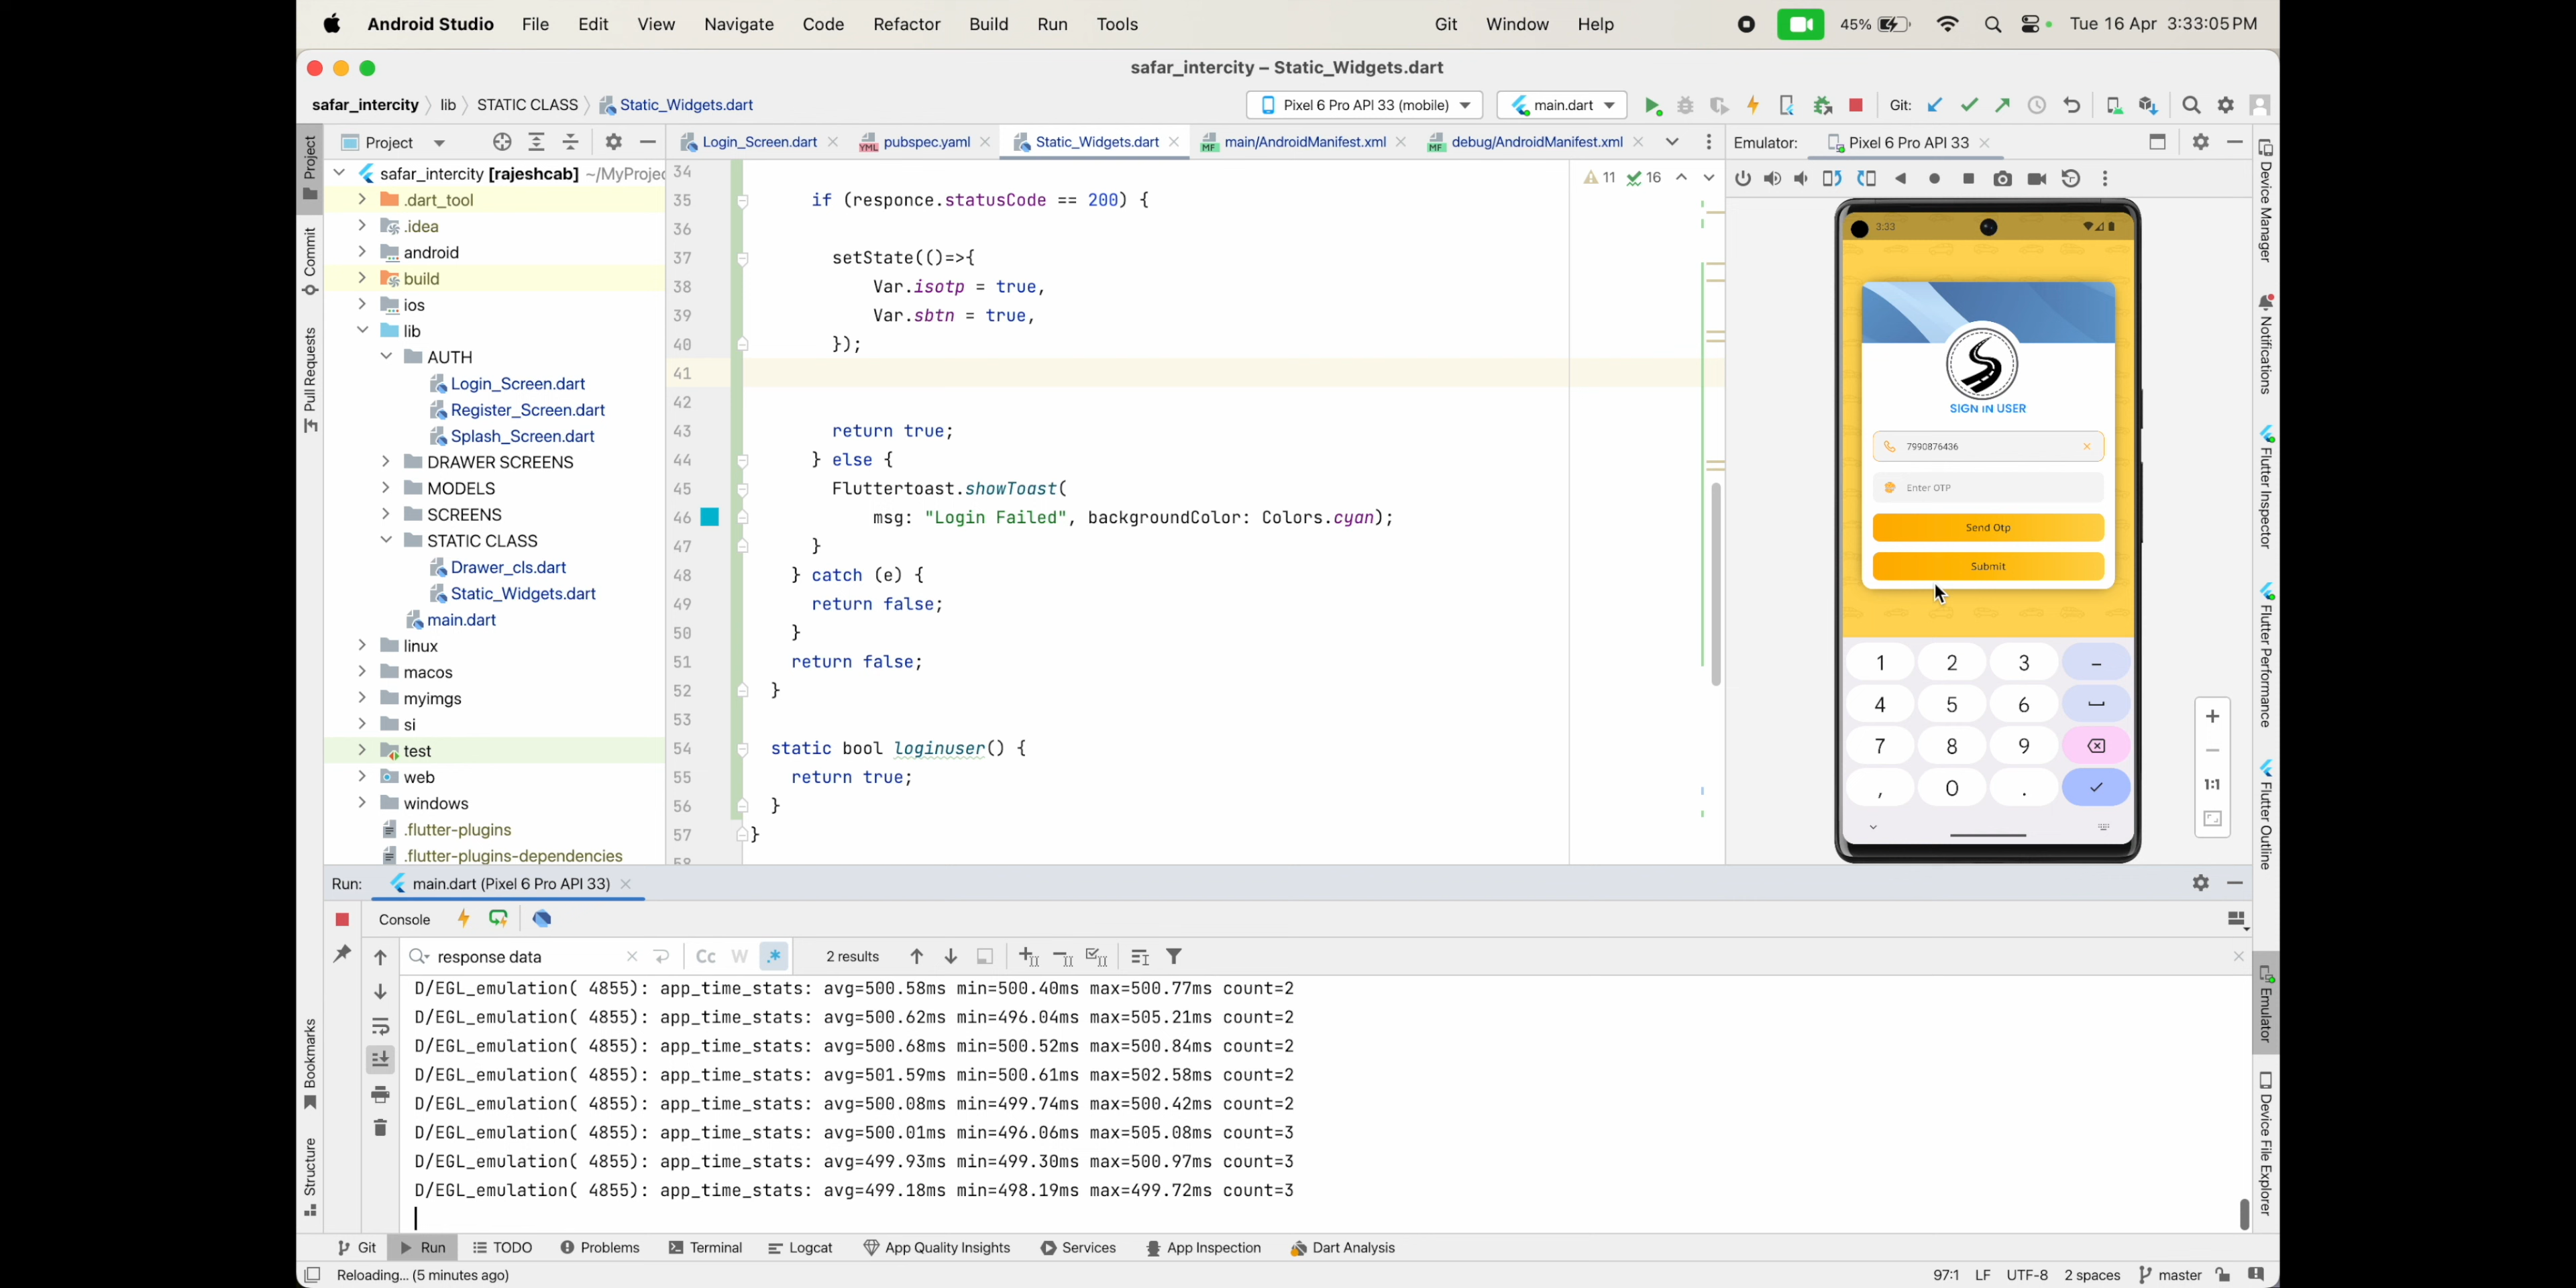 Android Studio File Edit View Navigate Code Refactor Build Run Tools Git Window Help 45% Tue 16 Apr 3:33:05 PM
safar_intercity – Static_Widgets.dart
safar_intercity lib STATIC CLASS Static_Widgets.dart Pixel 6 Pro API 33 (mobile) main.dart Git:
Project Login_Screen.dart pubspec.yaml Static_Widgets.dart main/AndroidManifest.xml debug/AndroidManifest.xml Emulator: Pixel 6 Pro API 33
Project
Commit
Pull Requests
Bookmarks
Structure
safar_intercity [rajeshcab] ~/MyProjec
.dart_tool
.idea
android
build
ios
lib
AUTH
Login_Screen.dart
Register_Screen.dart
Splash_Screen.dart
DRAWER SCREENS
MODELS
SCREENS
STATIC CLASS
Drawer_cls.dart
Static_Widgets.dart
main.dart
linux
macos
myimgs
si
test
web
windows
.flutter-plugins
.flutter-plugins-dependencies
11 16
34
35 if (responce.statusCode == 200) {
36
37 setState(()=>{
38 Var.isotp = true,
39 Var.sbtn = true,
40 });
41
42
43 return true;
44 } else {
45 Fluttertoast.showToast(
46 msg: "Login Failed", backgroundColor: Colors.cyan);
47 }
48 } catch (e) {
49 return false;
50 }
51 return false;
52 }
53
54 static bool loginuser() {
55 return true;
56 }
57 }
58
3:33
S
SIGN IN USER
7990876436
Enter OTP
Send Otp
Submit
1 2 3 –
4 5 6
7 8 9
, 0 .
1:1
Device Manager
Notifications
Flutter Inspector
Flutter Performance
Flutter Outline
Emulator
Device File Explorer
Run: main.dart (Pixel 6 Pro API 33)
Console
response data Cc W .* 2 results
D/EGL_emulation( 4855): app_time_stats: avg=500.58ms min=500.40ms max=500.77ms count=2
D/EGL_emulation( 4855): app_time_stats: avg=500.62ms min=496.04ms max=505.21ms count=2
D/EGL_emulation( 4855): app_time_stats: avg=500.68ms min=500.52ms max=500.84ms count=2
D/EGL_emulation( 4855): app_time_stats: avg=501.59ms min=500.61ms max=502.58ms count=2
D/EGL_emulation( 4855): app_time_stats: avg=500.08ms min=499.74ms max=500.42ms count=2
D/EGL_emulation( 4855): app_time_stats: avg=500.01ms min=496.06ms max=505.08ms count=3
D/EGL_emulation( 4855): app_time_stats: avg=499.93ms min=499.30ms max=500.97ms count=3
D/EGL_emulation( 4855): app_time_stats: avg=499.18ms min=498.19ms max=499.72ms count=3
Git Run TODO Problems Terminal Logcat App Quality Insights Services App Inspection Dart Analysis
Reloading... (5 minutes ago) 97:1 LF UTF-8 2 spaces master